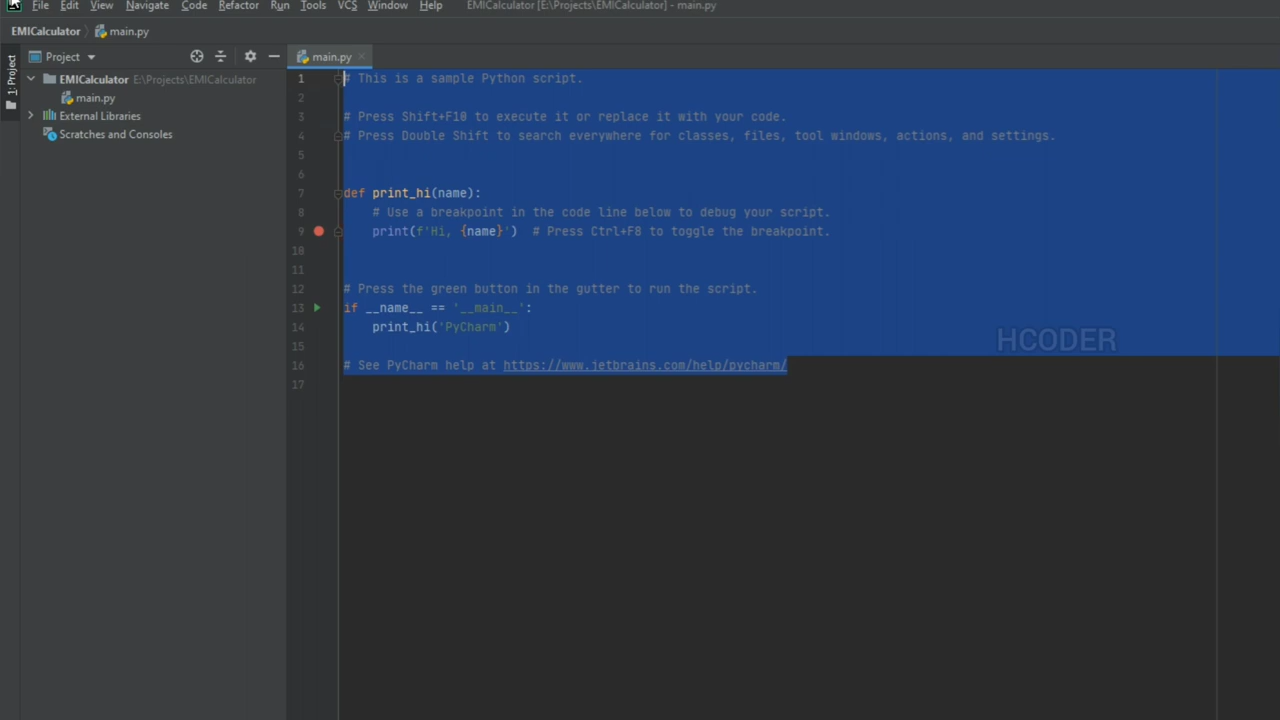 File Edit View Navigate Code Refactor Run Tools VCS Window Help EMICalculator [E:\Projects\EMICalculator] - main.py
EMICalculator main.py
1: Project
Project
main.py
EMICalculator E:\Projects\EMICalculator
main.py
External Libraries
Scratches and Consoles
1 # This is a sample Python script.
2
3 # Press Shift+F10 to execute it or replace it with your code.
4 # Press Double Shift to search everywhere for classes, files, tool windows, actions, and settings.
5
6
7 def print_hi(name):
8 # Use a breakpoint in the code line below to debug your script.
9 print(f'Hi, {name}') # Press Ctrl+F8 to toggle the breakpoint.
10
11
12 # Press the green button in the gutter to run the script.
13 if __name__ == '__main__':
14 print_hi('PyCharm')
HCODER
15
16 # See PyCharm help at https://www.jetbrains.com/help/pycharm/
17